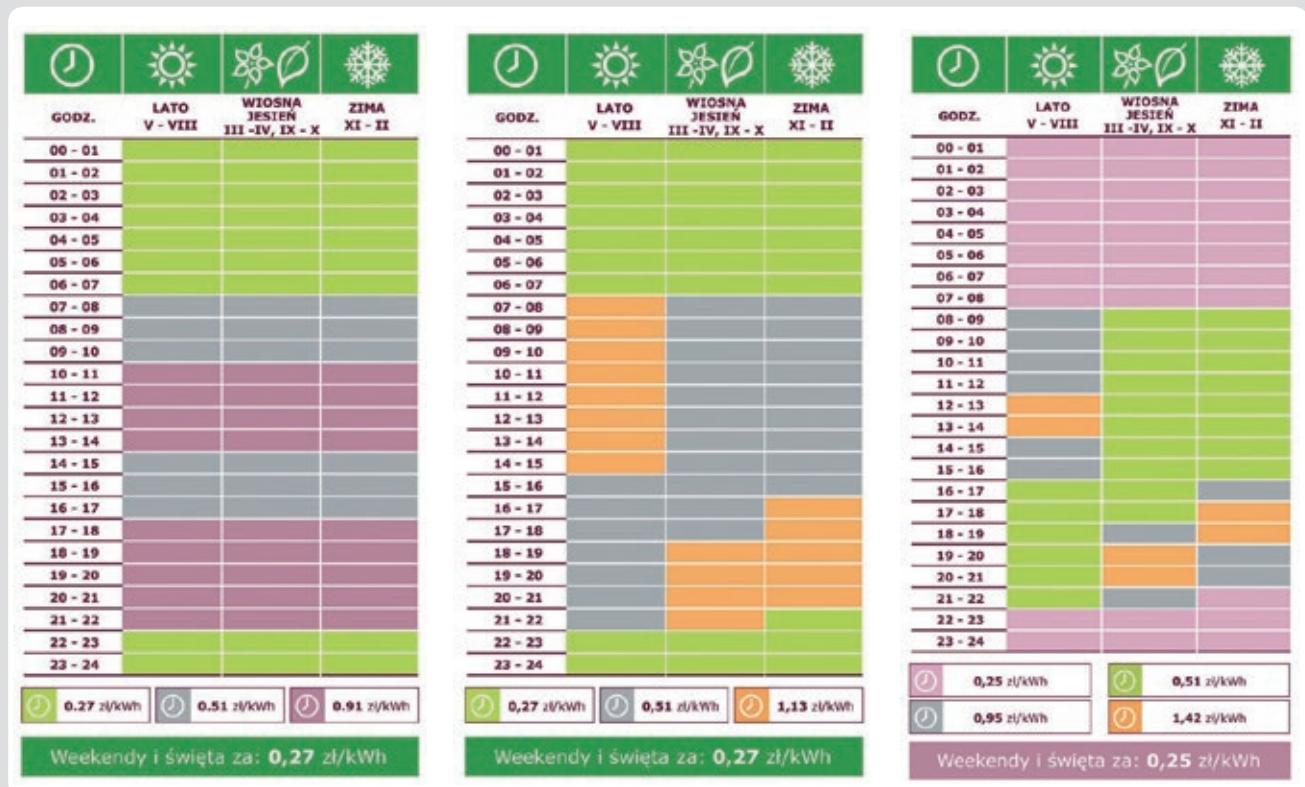 GODZ.
LATO
V - VIII
WIOSNA
JESIEŃ
III -IV, IX - X
ZIMA
XI - II
00 - 01
01 - 02
02 - 03
03 - 04
04 - 05
05 - 06
06 - 07
07 - 08
08 - 09
09 - 10
10 - 11
11 - 12
12 - 13
13 - 14
14 - 15
15 - 16
16 - 17
17 - 18
18 - 19
19 - 20
20 - 21
21 - 22
22 - 23
23 - 24
0.27 zł/kWh
0.51 zł/kWh
0.91 zł/kWh
Weekendy i święta za: 0,27 zł/kWh
GODZ.
LATO
V - VIII
WIOSNA
JESIEŃ
III -IV, IX - X
ZIMA
XI - II
00 - 01
01 - 02
02 - 03
03 - 04
04 - 05
05 - 06
06 - 07
07 - 08
08 - 09
09 - 10
10 - 11
11 - 12
12 - 13
13 - 14
14 - 15
15 - 16
16 - 17
17 - 18
18 - 19
19 - 20
20 - 21
21 - 22
22 - 23
23 - 24
0,27 zł/kWh
0,51 zł/kWh
1,13 zł/kWh
Weekendy i święta za: 0,27 zł/kWh
GODZ.
LATO
V - VIII
WIOSNA
JESIEŃ
III -IV, IX - X
ZIMA
XI - II
00 - 01
01 - 02
02 - 03
03 - 04
04 - 05
05 - 06
06 - 07
07 - 08
08 - 09
09 - 10
10 - 11
11 - 12
12 - 13
13 - 14
14 - 15
15 - 16
16 - 17
17 - 18
18 - 19
19 - 20
20 - 21
21 - 22
22 - 23
23 - 24
0,25 zł/kWh
0,51 zł/kWh
0,95 zł/kWh
1,42 zł/kWh
Weekendy i święta za: 0,25 zł/kWh